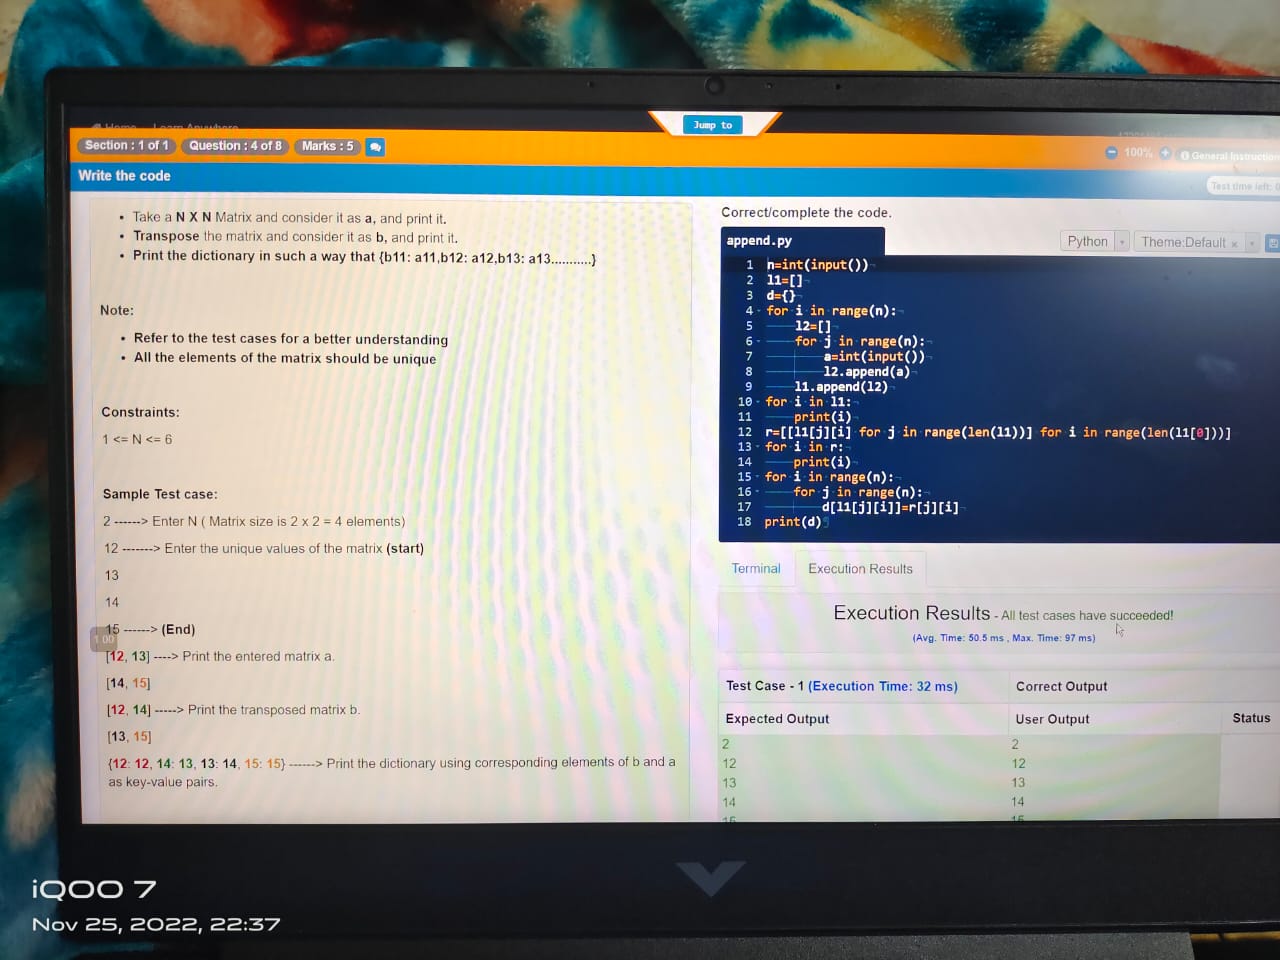 Home Learn Anywhere
Jump to
Section : 1 of 1 Question : 4 of 8 Marks : 5
100% General Instruction
Write the code
Test time left: 0
• Take a N X N Matrix and consider it as a, and print it.
• Transpose the matrix and consider it as b, and print it.
• Print the dictionary in such a way that {b11: a11,b12: a12,b13: a13...........}
Note:
• Refer to the test cases for a better understanding
• All the elements of the matrix should be unique
Constraints:
1 <= N <= 6
Sample Test case:
2 ------> Enter N ( Matrix size is 2 x 2 = 4 elements)
12 -------> Enter the unique values of the matrix (start)
13
14
15 ------> (End)
1 00
[12, 13] ----> Print the entered matrix a.
[14, 15]
[12, 14] -----> Print the transposed matrix b.
[13, 15]
{12: 12, 14: 13, 13: 14, 15: 15} ------> Print the dictionary using corresponding elements of b and a
as key-value pairs.
Correct/complete the code.
append.py
Python Theme:Default ×
1 n=int(input())
2 l1=[]
3 d={}
4 for i in range(n):
5 l2=[]
6 for j in range(n):
7 a=int(input())
8 l2.append(a)
9 l1.append(l2)
10 for i in l1:
11 print(i)
12 r=[[l1[j][i] for j in range(len(l1))] for i in range(len(l1[0]))]
13 for i in r:
14 print(i)
15 for i in range(n):
16 for j in range(n):
17 d[l1[j][i]]=r[j][i]
18 print(d)
Terminal Execution Results
Execution Results - All test cases have succeeded!
(Avg. Time: 50.5 ms , Max. Time: 97 ms)
Test Case - 1 (Execution Time: 32 ms) Correct Output
Expected Output User Output Status
2 2
12 12
13 13
14 14
15 15
iQOO 7
Nov 25, 2022, 22:37